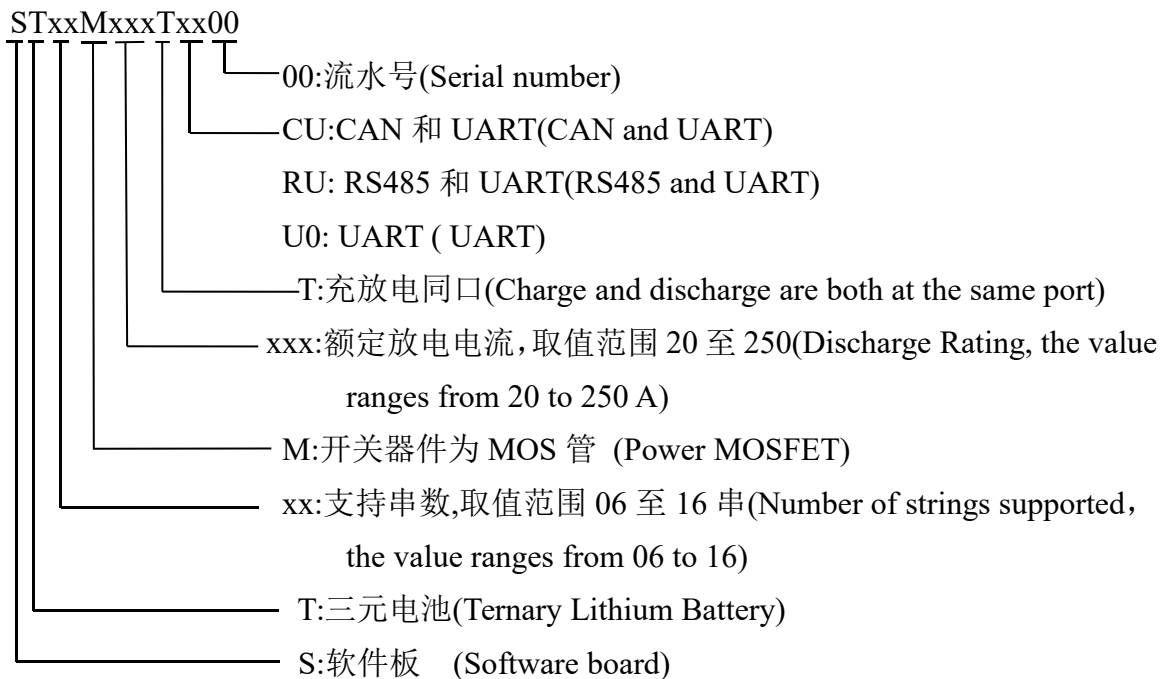 STxxMxxxTxx00
00:流水号(Serial number)
CU:CAN 和 UART(CAN and UART)
RU: RS485 和 UART(RS485 and UART)
U0: UART ( UART)
T:充放电同口(Charge and discharge are both at the same port)
xxx:额定放电电流，取值范围 20 至 250(Discharge Rating, the value
ranges from 20 to 250 A)
M:开关器件为 MOS 管 (Power MOSFET)
xx:支持串数,取值范围 06 至 16 串(Number of strings supported，
the value ranges from 06 to 16)
T:三元电池(Ternary Lithium Battery)
S:软件板 (Software board)